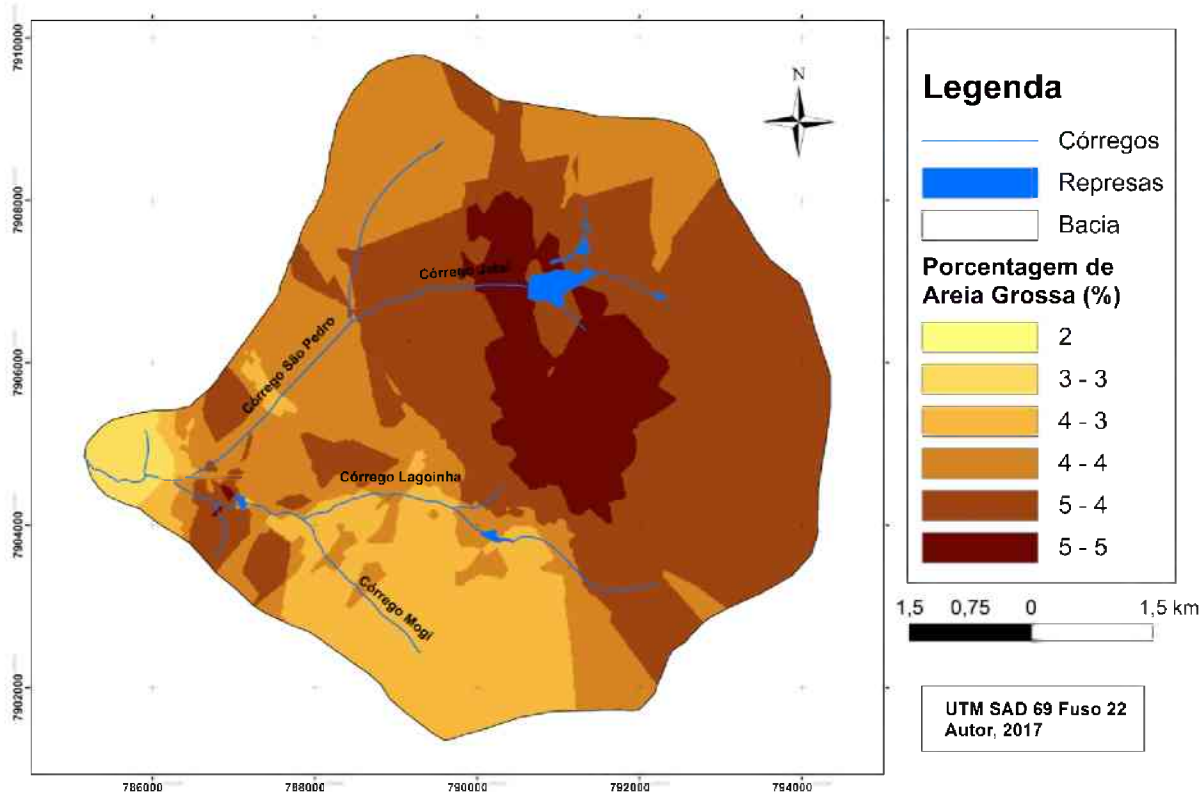 7910000
7908000
7906000
7904000
7902000
786000
788000
790000
792000
794000
N
Córrego
Córrego São Pedro
Córrego Lagoinha
Córrego Mogi
Legenda
Córregos
Represas
Bacia
Porcentagem de
Areia Grossa (%)
2
3 - 3
4 - 3
4 - 4
5 - 4
5 - 5
1,5 0,75 0 1,5 km
UTM SAD 69 Fuso 22
Autor, 2017